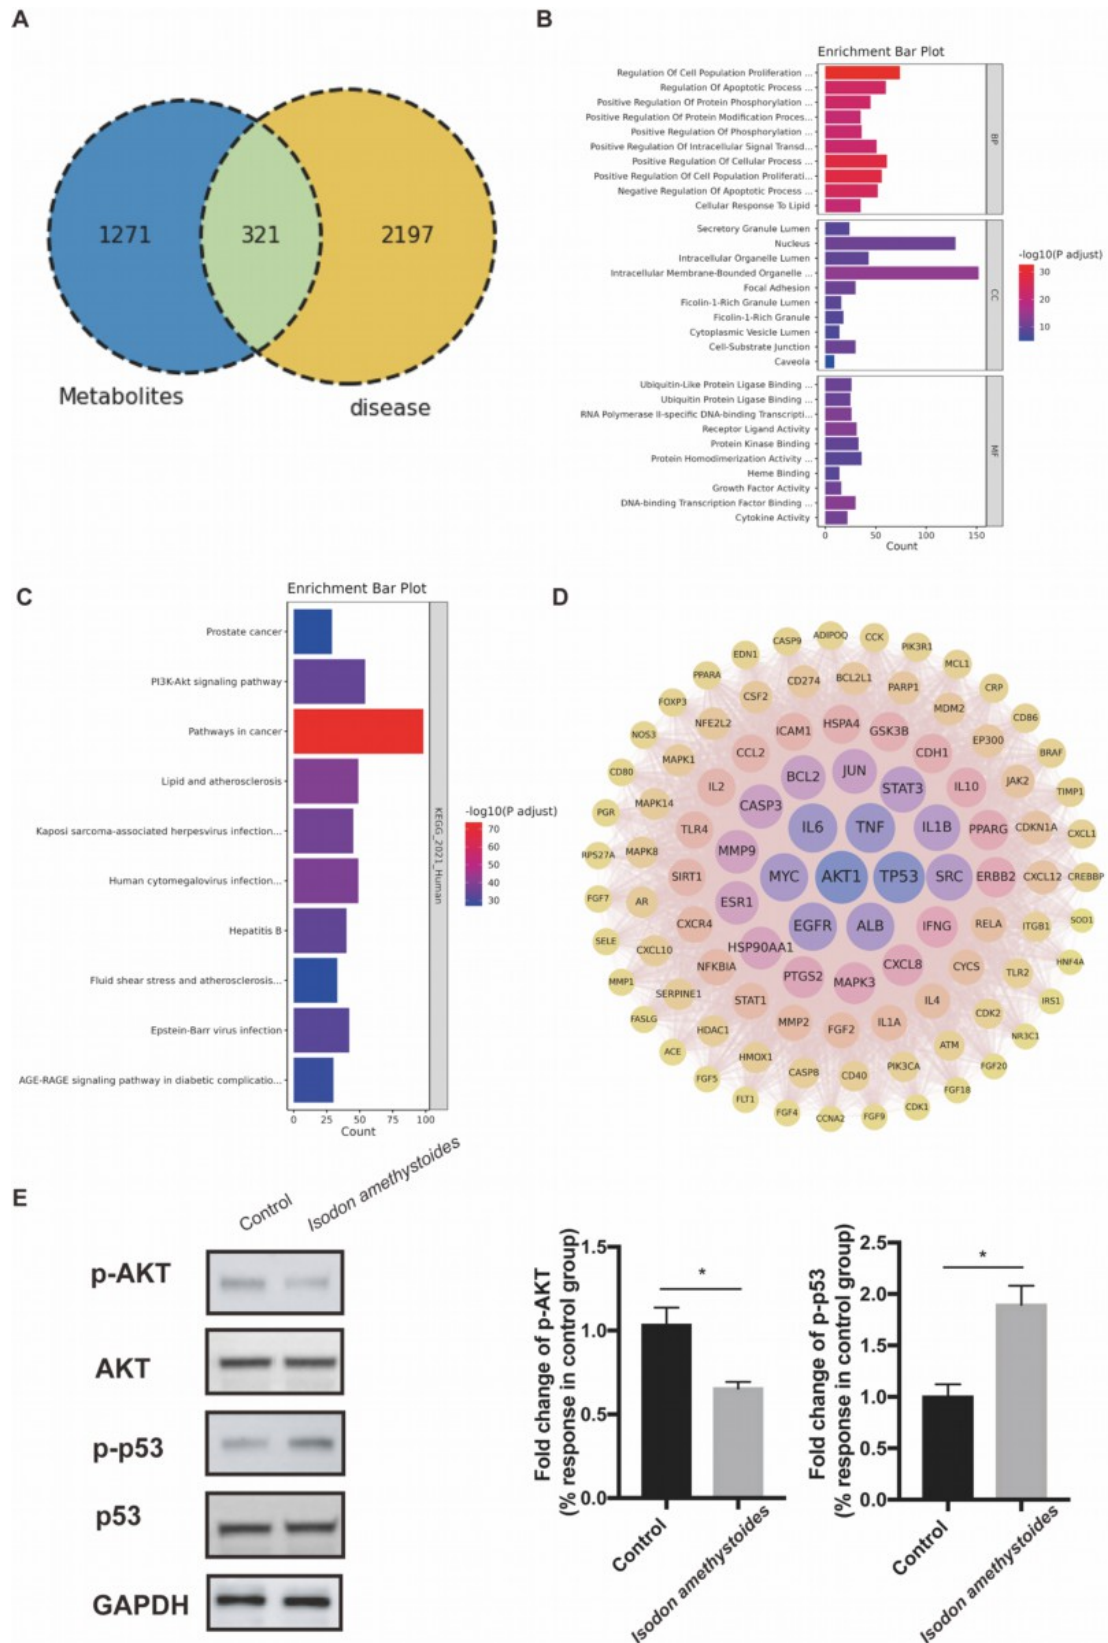 A
1271
321
2197
Metabolites
disease
B
Enrichment Bar Plot
Regulation Of Cell Population Proliferation ...
Regulation Of Apoptotic Process ...
Positive Regulation Of Protein Phosphorylation ...
Positive Regulation Of Protein Modification Proces...
Positive Regulation Of Phosphorylation ...
Positive Regulation Of Intracellular Signal Transd...
Positive Regulation Of Cellular Process ...
Positive Regulation Of Cell Population Proliferati...
Negative Regulation Of Apoptotic Process ...
Cellular Response To Lipid
BP
Secretory Granule Lumen
Nucleus
Intracellular Organelle Lumen
Intracellular Membrane-Bounded Organelle ...
Focal Adhesion
Ficolin-1-Rich Granule Lumen
Ficolin-1-Rich Granule
Cytoplasmic Vesicle Lumen
Cell-Substrate Junction
Caveola
CC
Ubiquitin-Like Protein Ligase Binding ...
Ubiquitin Protein Ligase Binding ...
RNA Polymerase II-specific DNA-binding Transcripti...
Receptor Ligand Activity
Protein Kinase Binding
Protein Homodimerization Activity ...
Heme Binding
Growth Factor Activity
DNA-binding Transcription Factor Binding ...
Cytokine Activity
MF
0 50 100 150
Count
-log10(P adjust)
30
20
10
C
Enrichment Bar Plot
Prostate cancer
PI3K-Akt signaling pathway
Pathways in cancer
Lipid and atherosclerosis
Kaposi sarcoma-associated herpesvirus infection...
Human cytomegalovirus infection...
Hepatitis B
Fluid shear stress and atherosclerosis...
Epstein-Barr virus infection
AGE-RAGE signaling pathway in diabetic complicatio...
KEGG_2021_Human
0 25 50 75 100
Count
-log10(P adjust)
70
60
50
40
30
D
CASP9 ADIPOQ CCK PIK3R1
EDN1 MCL1
PPARA CD274 BCL2L1 PARP1 CRP
FOXP3 CSF2 MDM2 CD86
NFE2L2 ICAM1 HSPA4 GSK3B EP300
NOS3 MAPK1 CCL2 CDH1 BRAF
CD80 IL2 BCL2 JUN STAT3 IL10 JAK2 TIMP1
PGR MAPK14 CASP3 CXCL1
TLR4 IL6 TNF IL1B PPARG CDKN1A
RPS27A MAPK8 MMP9 CREBBP
SIRT1 MYC AKT1 TP53 SRC ERBB2 CXCL12
FGF7 AR ESR1 SOD1
CXCR4 EGFR ALB IFNG RELA ITGB1
SELE CXCL10 HSP90AA1 HNF4A
NFKBIA PTGS2 MAPK3 CXCL8 CYCS TLR2
MMP1 SERPINE1 STAT1 IL4 IRS1
FASLG MMP2 FGF2 IL1A CDK2 NR3C1
HDAC1 ATM
ACE HMOX1 CASP8 CD40 PIK3CA FGF20
FGF5 FGF18
FLT1 FGF4 CCNA2 FGF9 CDK1
E
Control
Isodon amethystoides
p-AKT
AKT
p-p53
p53
GAPDH
Fold change of p-AKT
(% response in control group)
1.5
1.0
0.5
0.0
*
Control
Isodon amethystoides
Fold change of p-p53
(% response in control group)
2.5
2.0
1.5
1.0
0.5
0.0
*
Control
Isodon amethystoides